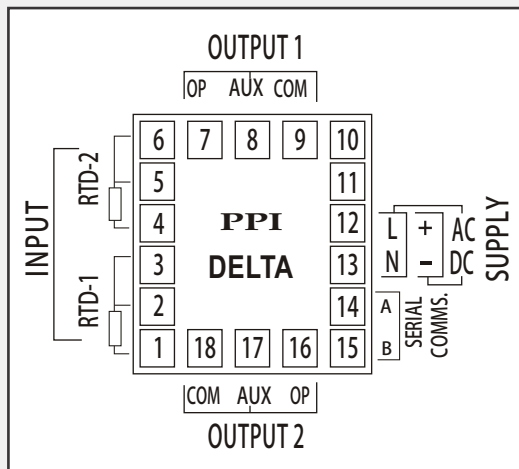 OUTPUT 1
OP AUX COM
6 7 8 9 10
5 11
4 12
3 13
2 14
1 18 17 16 15
PPI
DELTA
INPUT
RTD-2
RTD-1
L + AC
N - DC
SUPPLY
A
B
SERIAL
COMMS.
COM AUX OP
OUTPUT 2